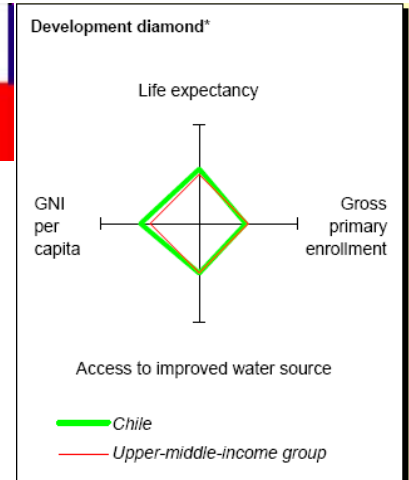 Development diamond*
Life expectancy
GNI
per
capita
Gross
primary
enrollment
Access to improved water source
Chile
Upper-middle-income group